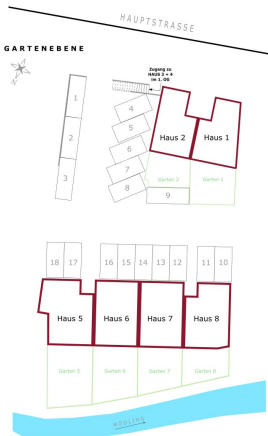 HAUPTSTRASSE
GARTENEBENE
Zugang zu
HAUS 3 + 4
im 1. OG
1
2
3
4
5
6
7
8
Haus 2
Haus 1
Garten 2
Garten 1
9
18
17
16
15
14
13
12
11
10
Haus 5
Haus 6
Haus 7
Haus 8
Garten 5
Garten 6
Garten 7
Garten 8
MÖDLING